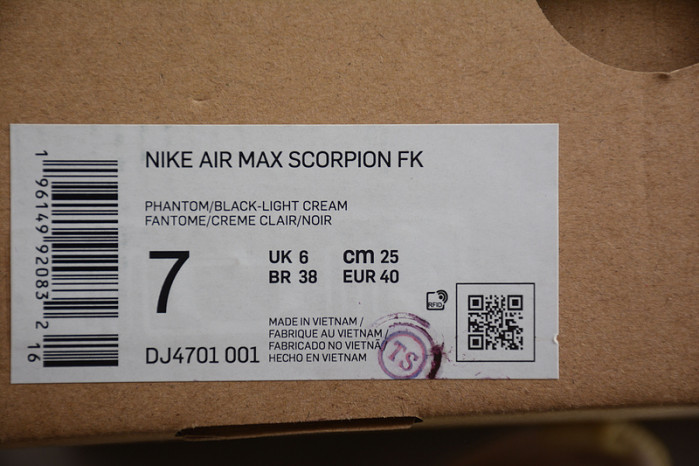 NIKE AIR MAX SCORPION FK
PHANTOM/BLACK-LIGHT CREAM
FANTOME/CREME CLAIR/NOIR
7
UK 6
cm 25
BR 38
EUR 40
RFID
MADE IN VIETNAM /
FABRIQUE AU VIETNAM /
FABRICADO NO VIETNÃ/
HECHO EN VIETNAM
DJ4701 001
TS
1 96149 92083 2 16